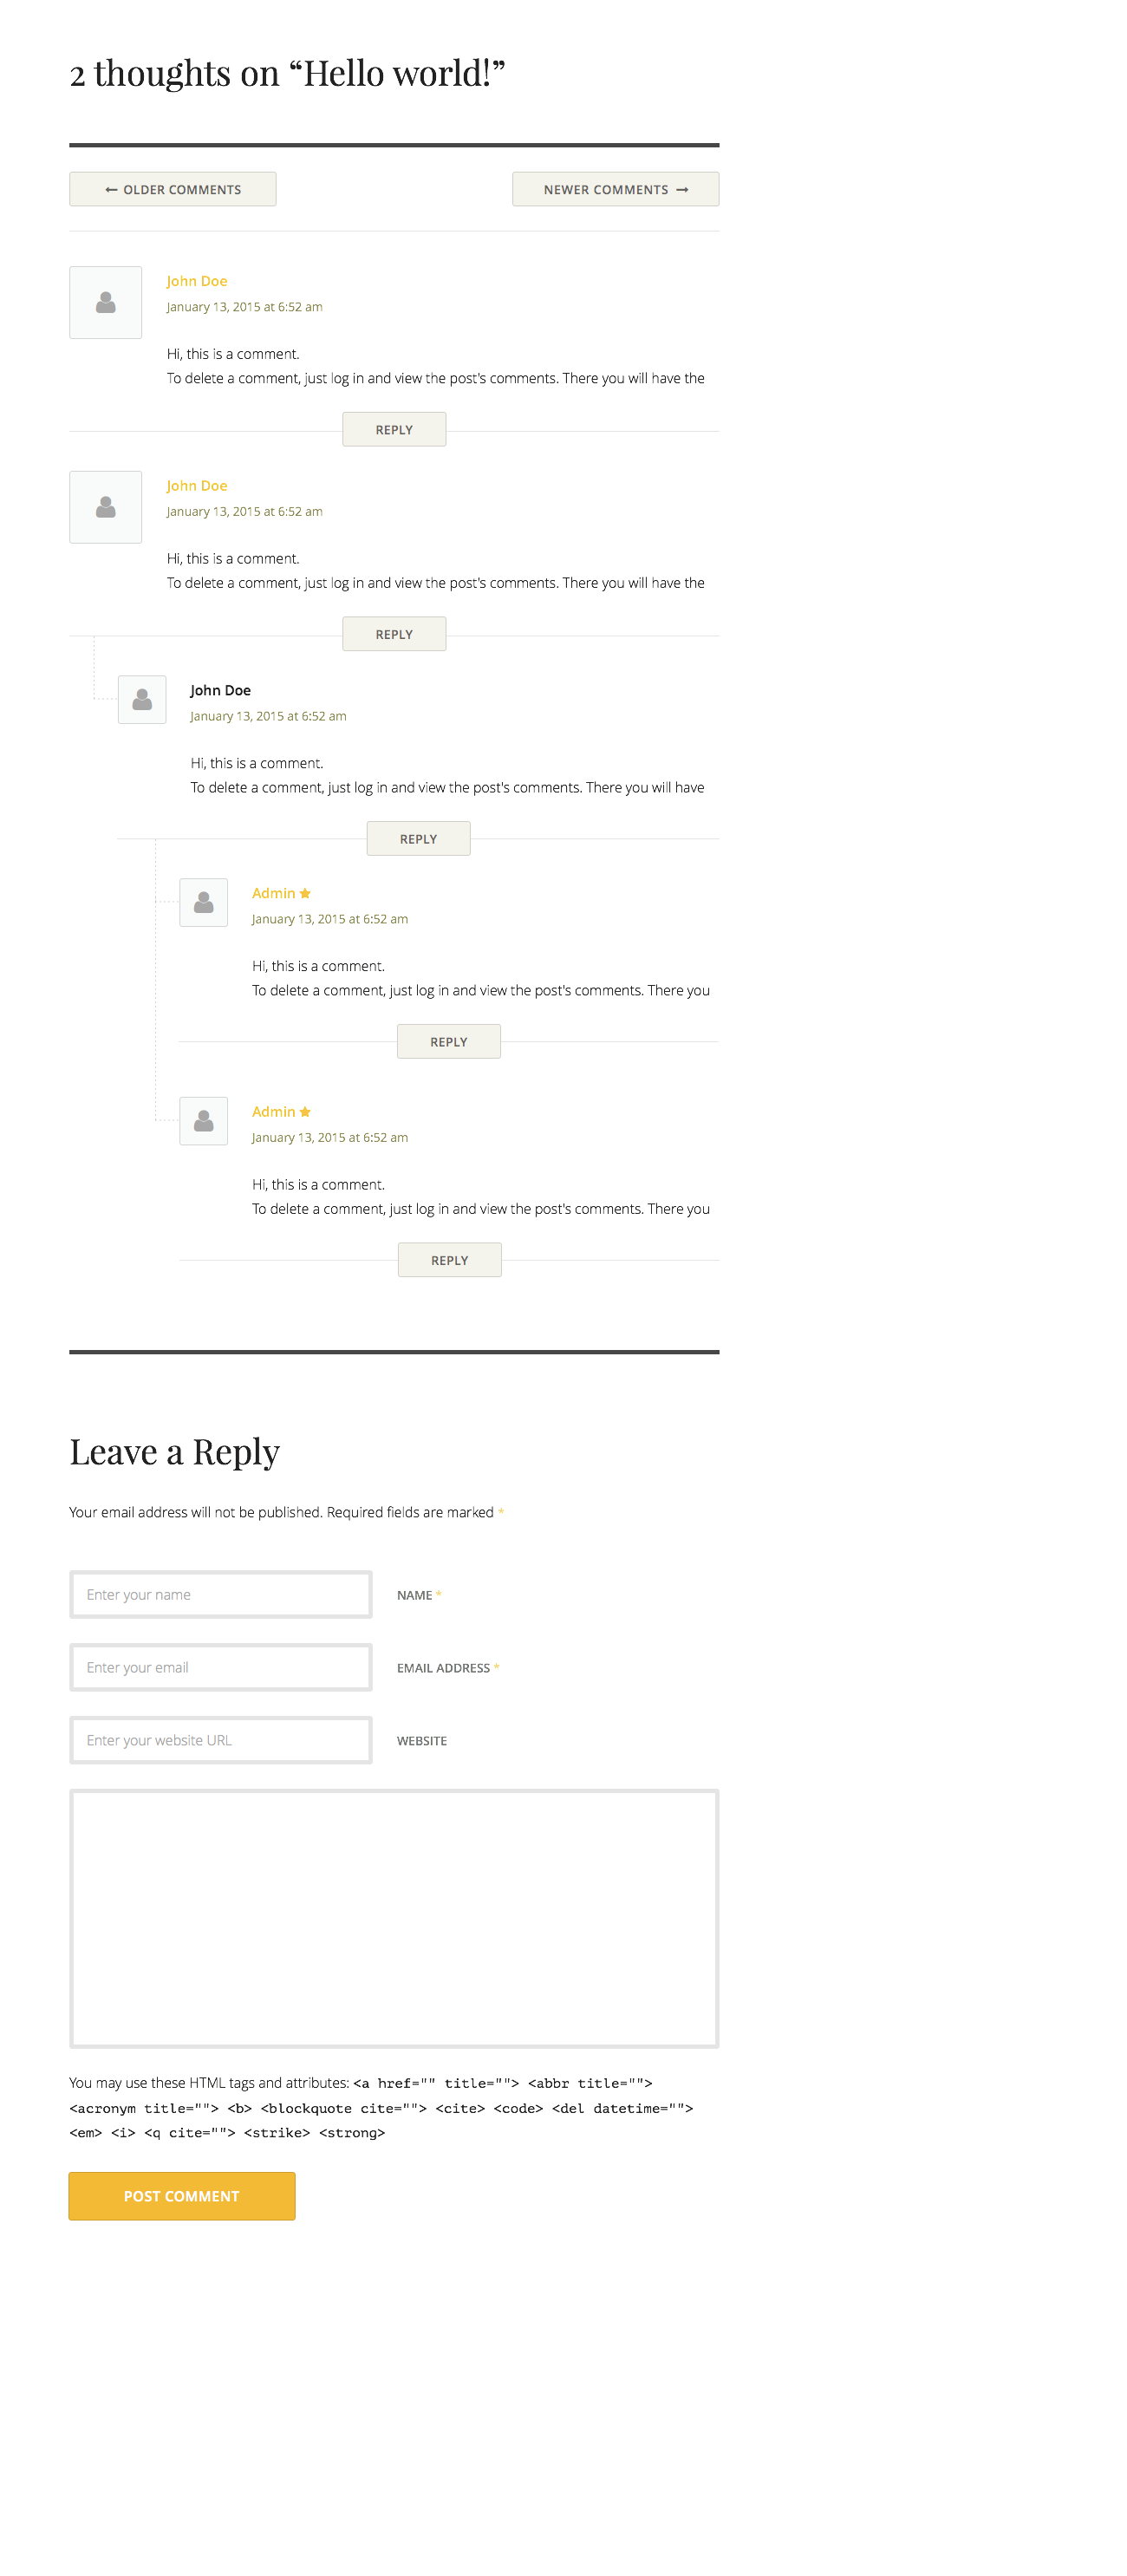 2 thoughts on “Hello world!”
← OLDER COMMENTS
NEWER COMMENTS →
John Doe
January 13, 2015 at 6:52 am
Hi, this is a comment.
To delete a comment, just log in and view the post's comments. There you will have the
REPLY
John Doe
January 13, 2015 at 6:52 am
Hi, this is a comment.
To delete a comment, just log in and view the post's comments. There you will have the
REPLY
John Doe
January 13, 2015 at 6:52 am
Hi, this is a comment.
To delete a comment, just log in and view the post's comments. There you will have
REPLY
Admin ★
January 13, 2015 at 6:52 am
Hi, this is a comment.
To delete a comment, just log in and view the post's comments. There you
REPLY
Admin ★
January 13, 2015 at 6:52 am
Hi, this is a comment.
To delete a comment, just log in and view the post's comments. There you
REPLY
Leave a Reply
Your email address will not be published. Required fields are marked *
Enter your name
NAME *
Enter your email
EMAIL ADDRESS *
Enter your website URL
WEBSITE
You may use these HTML tags and attributes: <a href="" title=""> <abbr title="">
<acronym title=""> <b> <blockquote cite=""> <cite> <code> <del datetime="">
<em> <i> <q cite=""> <strike> <strong>
POST COMMENT